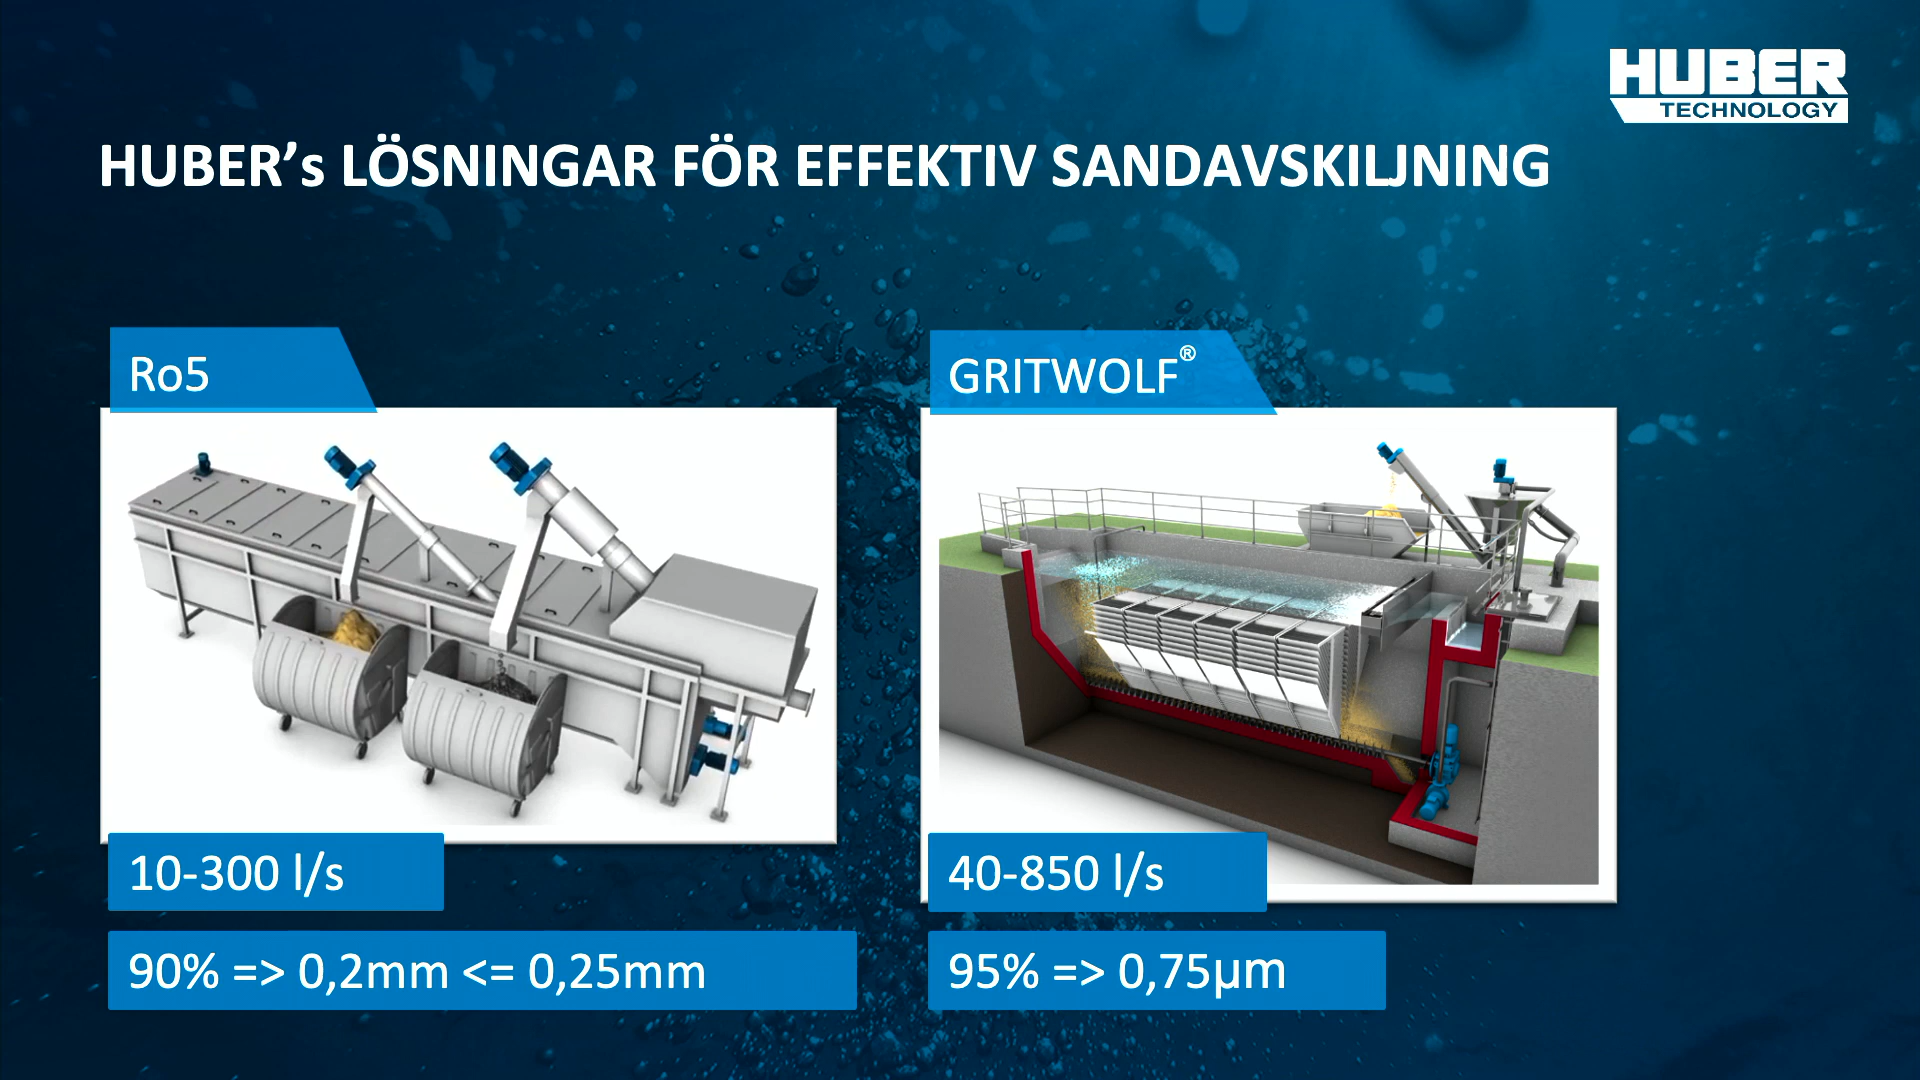 HUBER
TECHNOLOGY
HUBER’s LÖSNINGAR FÖR EFFEKTIV SANDAVSKILJNING
Ro5
GRITWOLF®
10-300 l/s
40-850 l/s
90% => 0,2mm <= 0,25mm
95% => 0,75µm